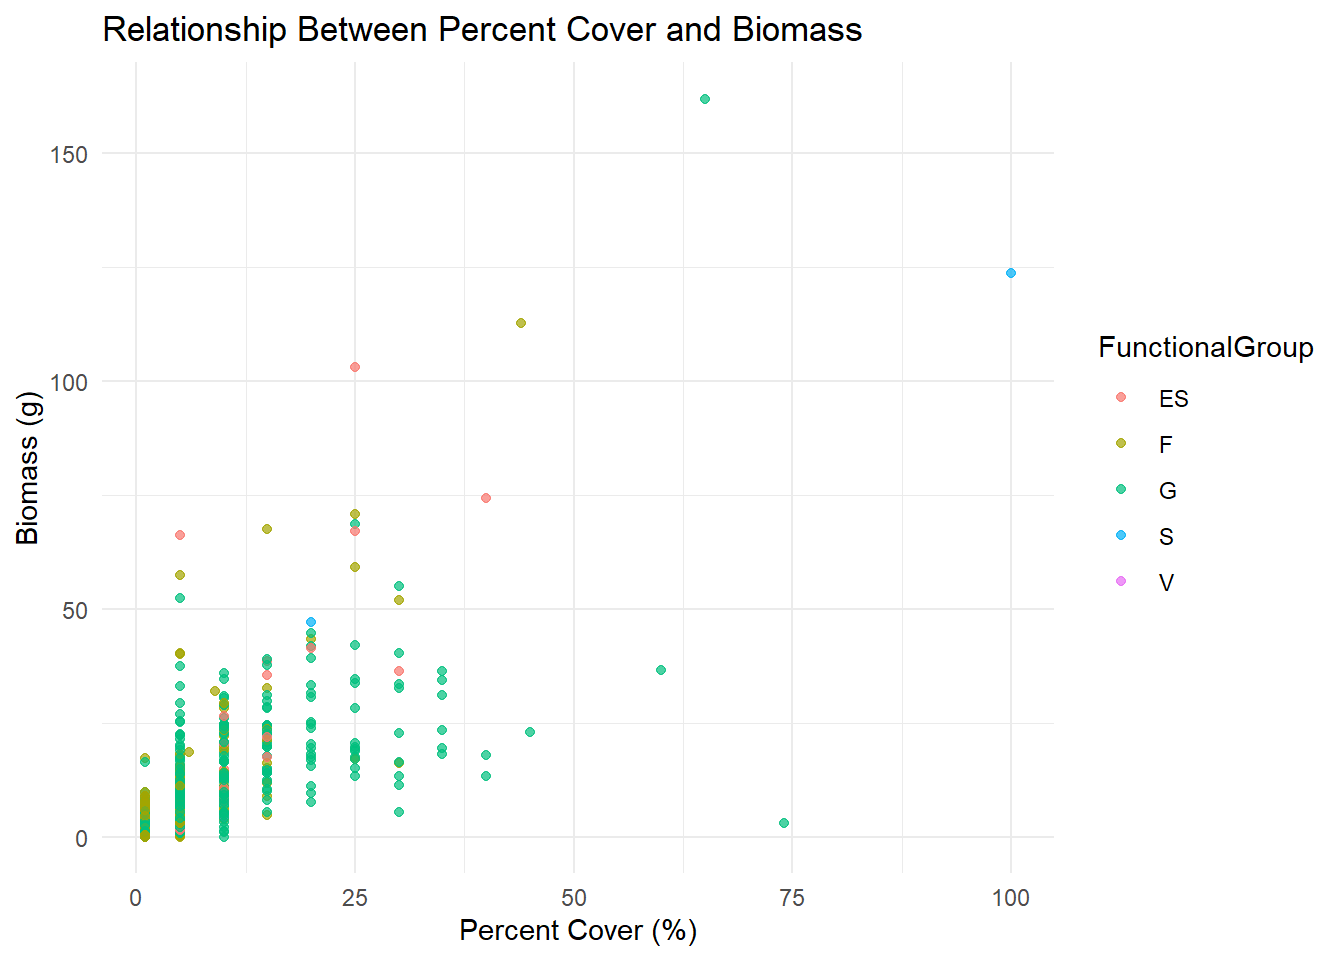 Relationship Between Percent Cover and Biomass
150
100
50
0
Biomass (g)
0 25 50 75 100
Percent Cover (%)
FunctionalGroup
ES
F
G
S
V